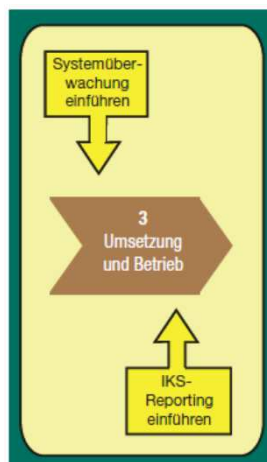 Systemüber-
wachung
einführen
3
Umsetzung
und Betrieb
IKS-
Reporting
einführen